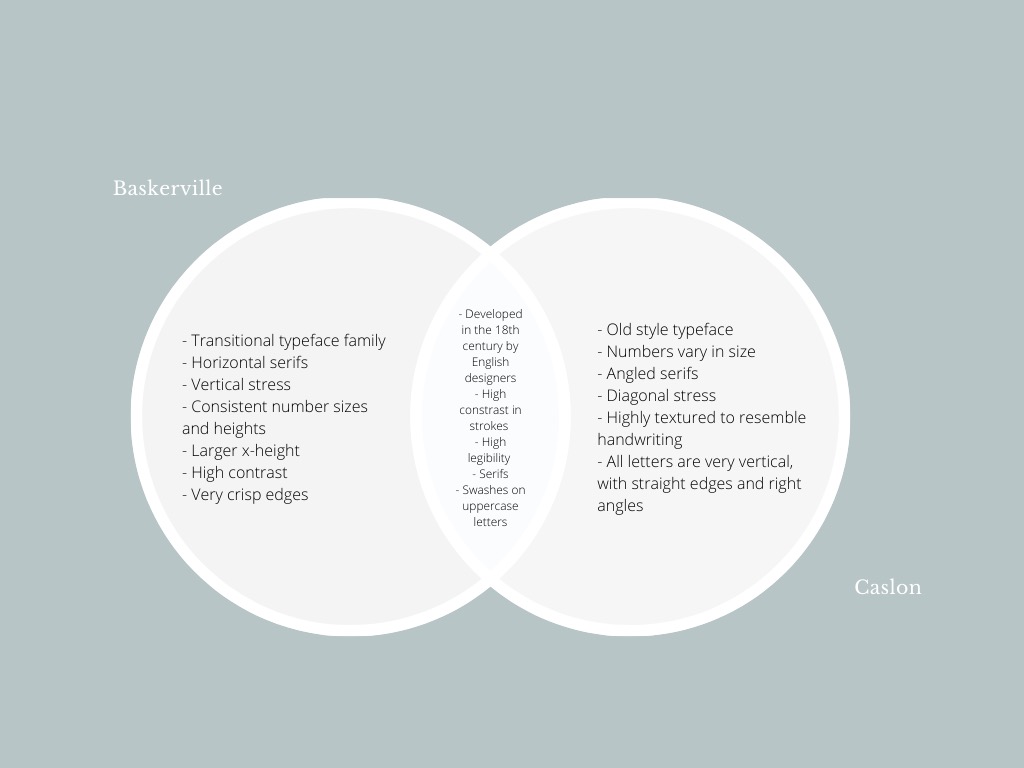 Baskerville
- Transitional typeface family
- Horizontal serifs
- Vertical stress
- Consistent number sizes
and heights
- Larger x-height
- High contrast
- Very crisp edges
- Developed
in the 18th
century by
English
designers
- High
constrast in
strokes
- High
legibility
- Serifs
- Swashes on
uppercase
letters
- Old style typeface
- Numbers vary in size
- Angled serifs
- Diagonal stress
- Highly textured to resemble
handwriting
- All letters are very vertical,
with straight edges and right
angles
Caslon